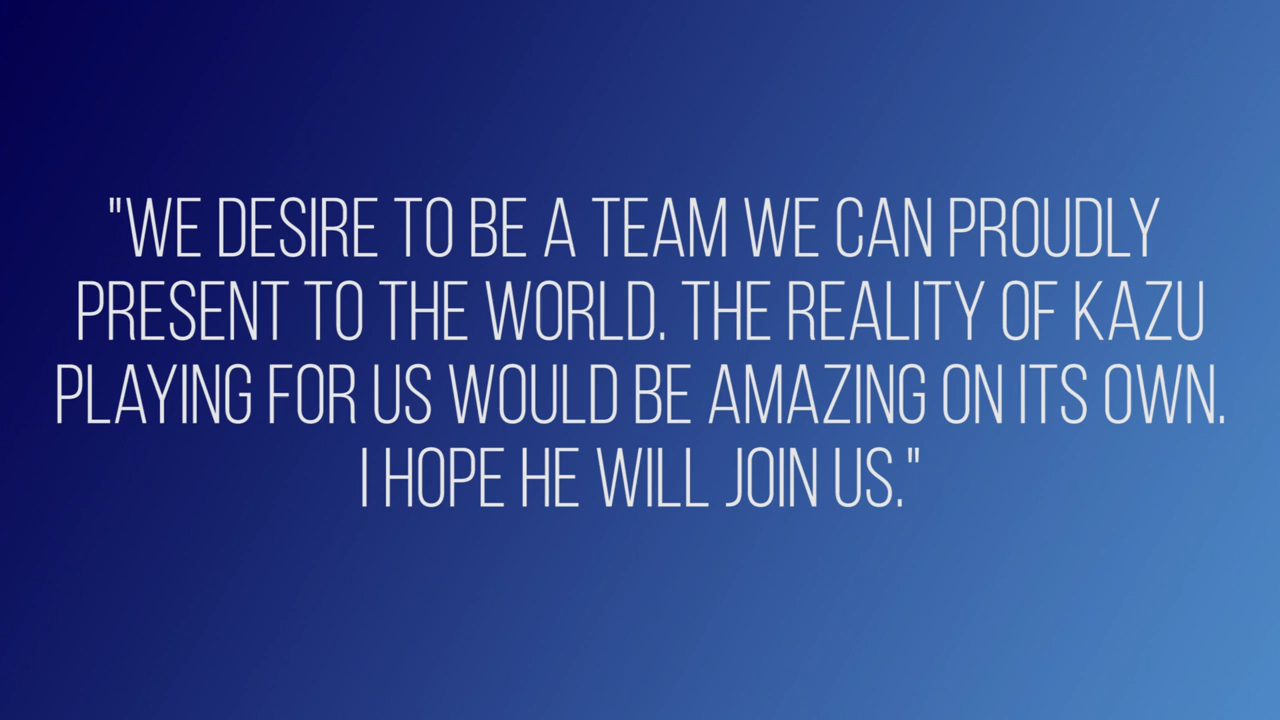 "WE DESIRE TO BE A TEAM WE CAN PROUDLY
PRESENT TO THE WORLD. THE REALITY OF KAZU
PLAYING FOR US WOULD BE AMAZING ON ITS OWN.
I HOPE HE WILL JOIN US."